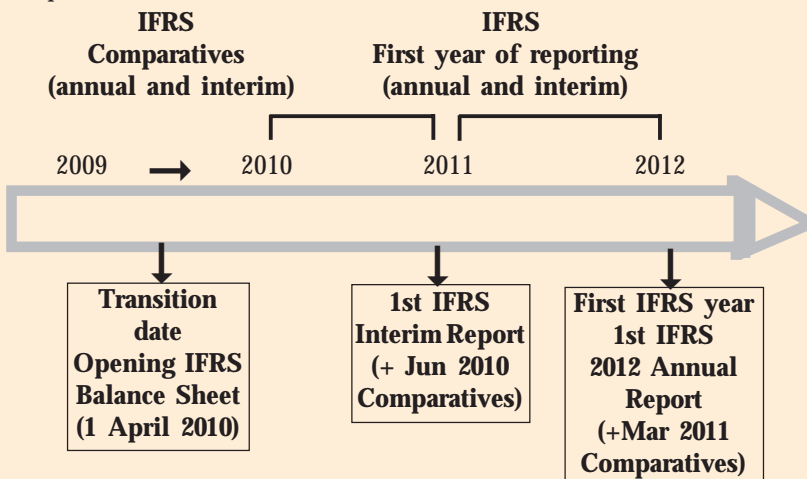 IFRS
Comparatives
(annual and interim)
IFRS
First year of reporting
(annual and interim)
2009
2010
2011
2012
Transition
date
Opening IFRS
Balance Sheet
(1 April 2010)
1st IFRS
Interim Report
(+ Jun 2010
Comparatives)
First IFRS year
1st IFRS
2012 Annual
Report
(+Mar 2011
Comparatives)